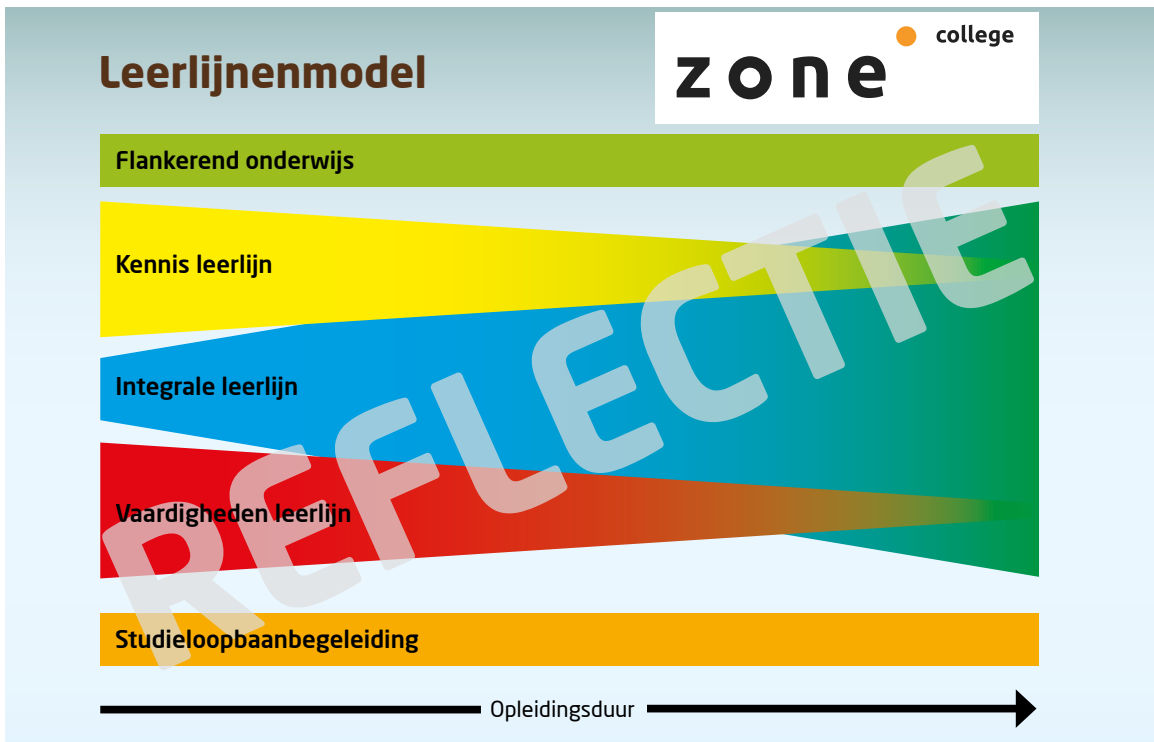 Leerlijnenmodel
zone college
Flankerend onderwijs
Kennis leerlijn
Integrale leerlijn
Vaardigheden leerlijn
REFLECTIE
Studieloopbaanbegeleiding
Opleidingsduur